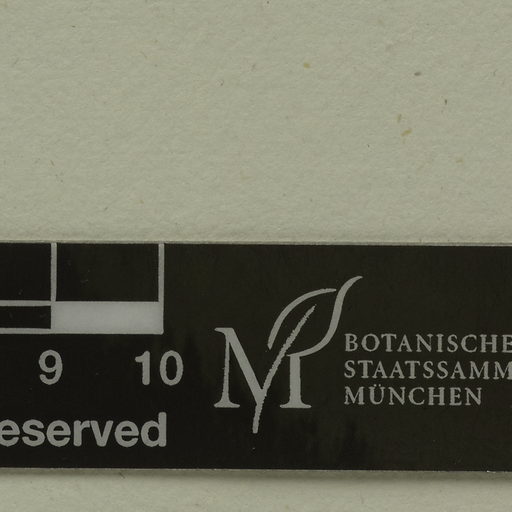 9 10
eserved
M
BOTANISCHE
STAATSSAMM
MÜNCHEN